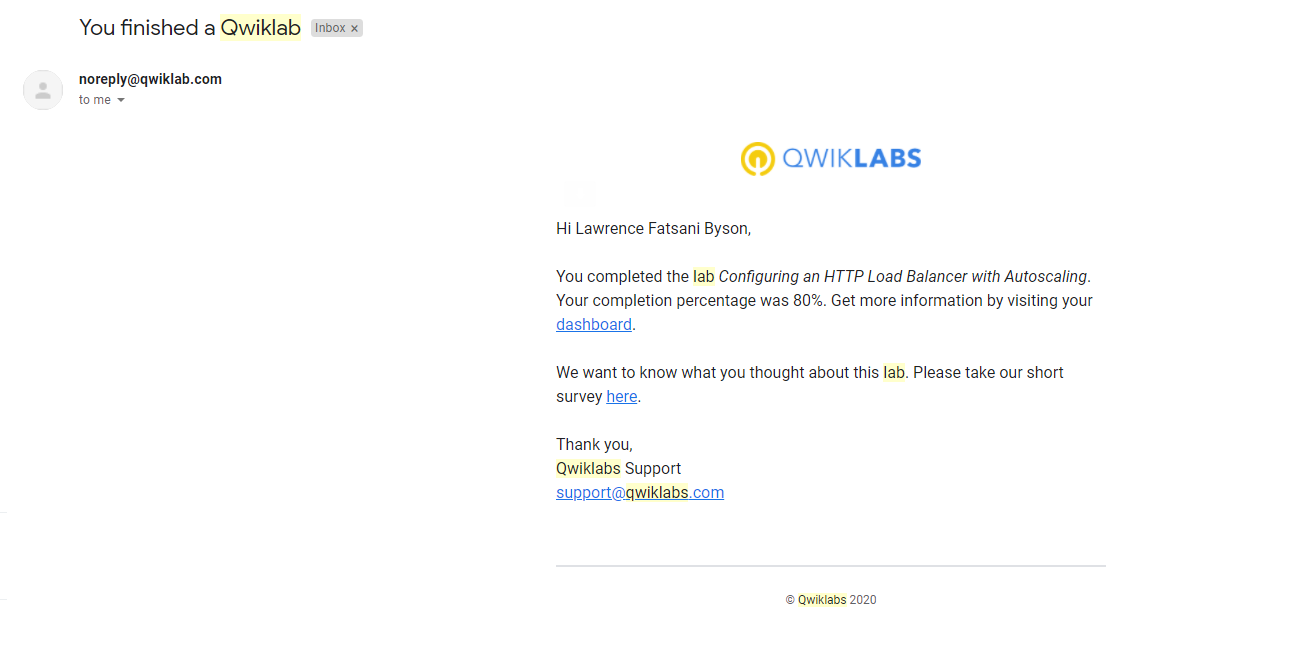 You finished a Qwiklab Inbox ×
noreply@qwiklab.com
to me
QWIKLABS
Hi Lawrence Fatsani Byson,
You completed the lab Configuring an HTTP Load Balancer with Autoscaling.
Your completion percentage was 80%. Get more information by visiting your
dashboard.
We want to know what you thought about this lab. Please take our short
survey here.
Thank you,
Qwiklabs Support
support@qwiklabs.com
© Qwiklabs 2020